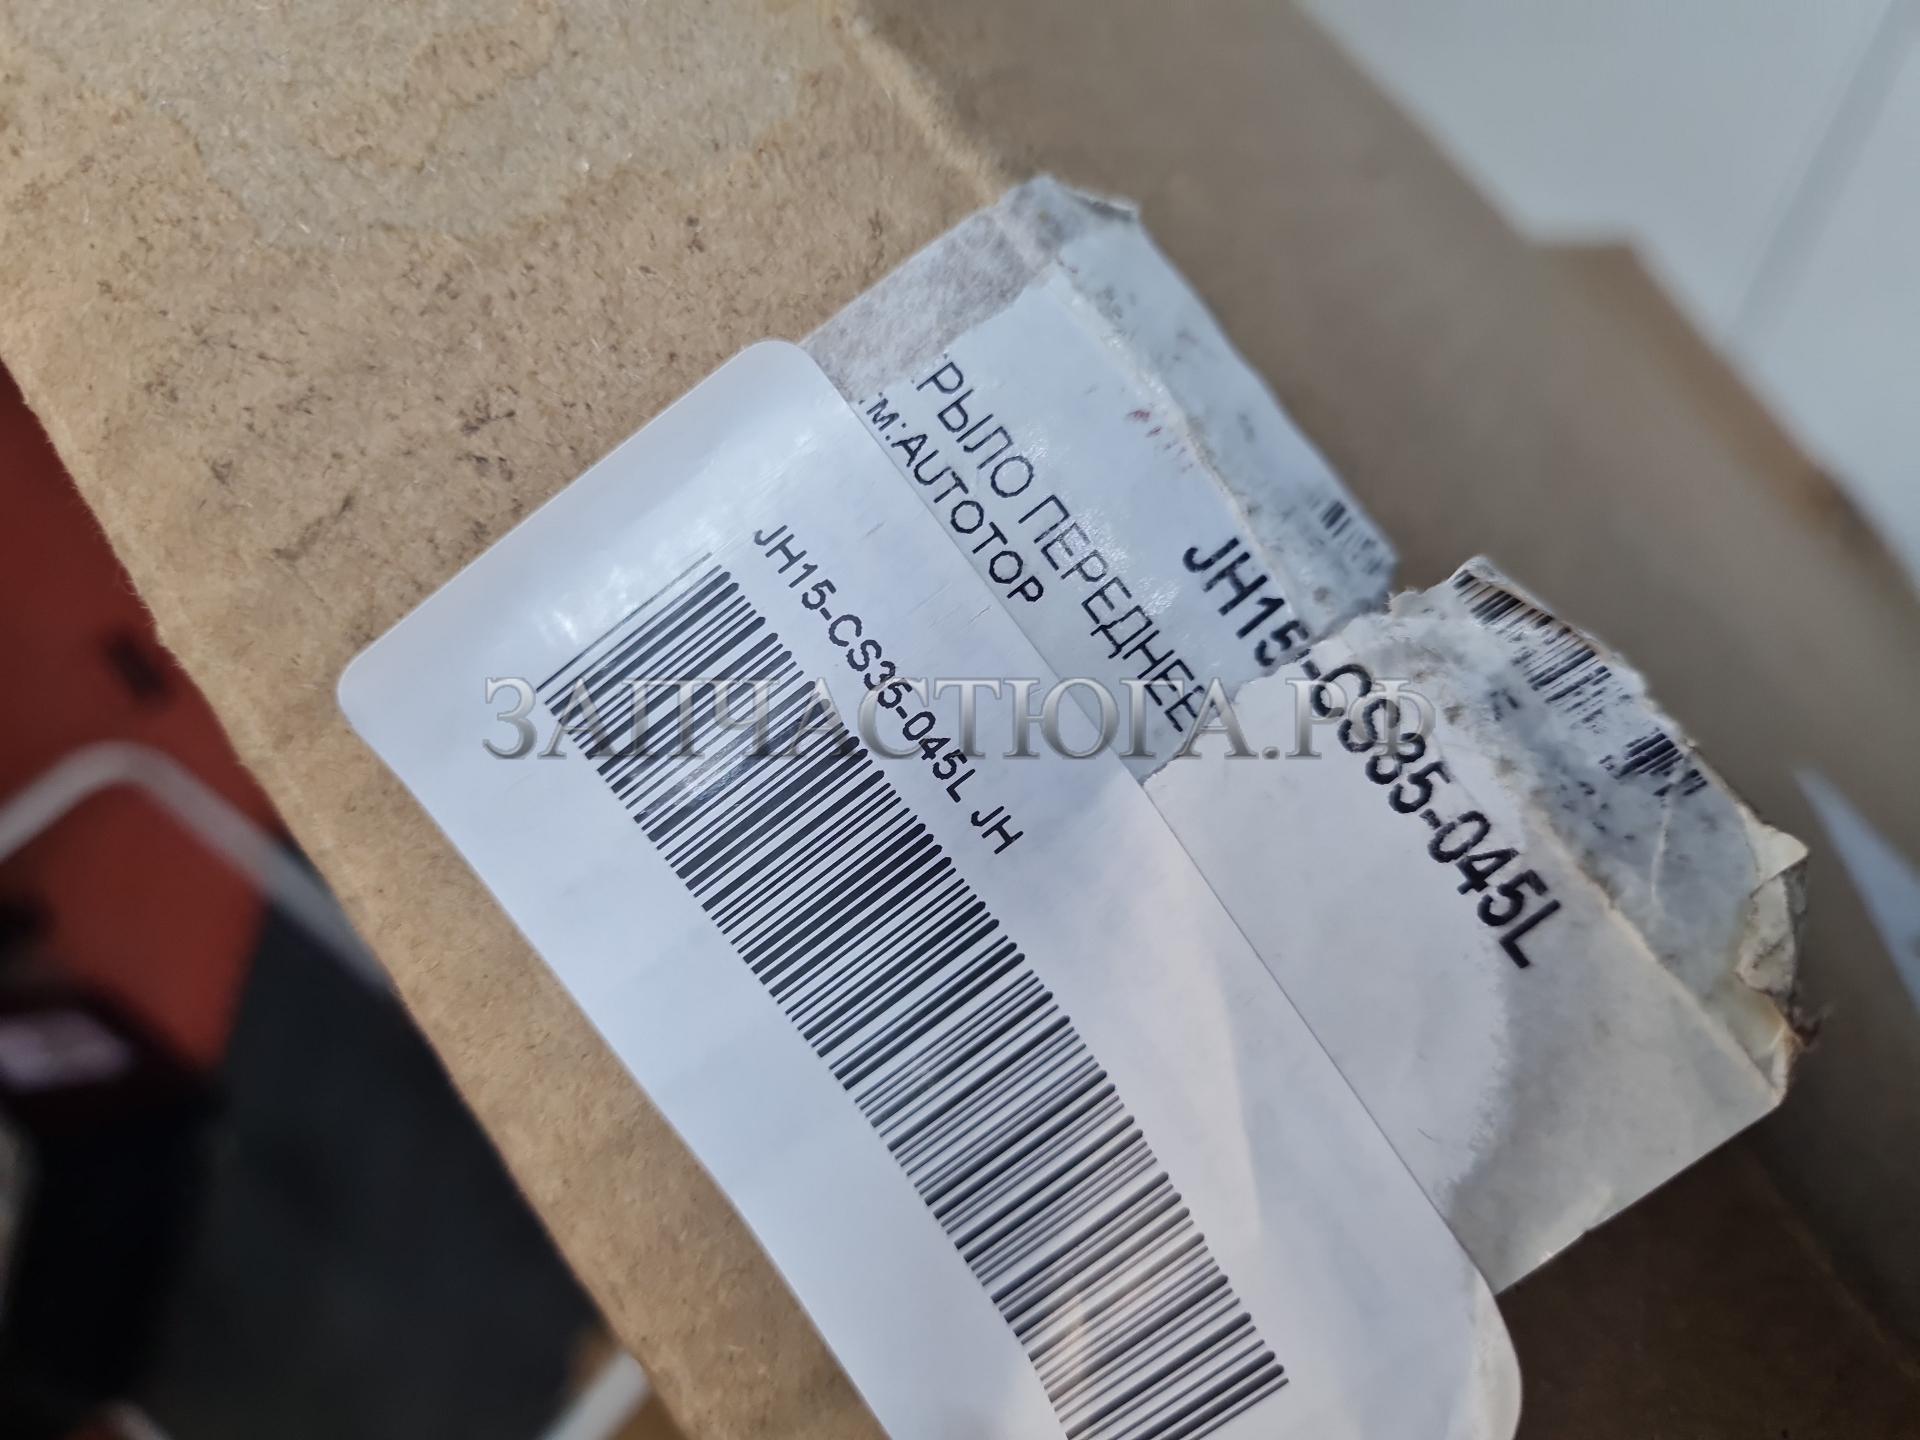 JH15-CS35-045L
РЫЛО ПЕРЕДНЕЕ
м:AUTOTOP
JH15-CS35-045L JH
ЗАПЧАСТЮГА.РФ